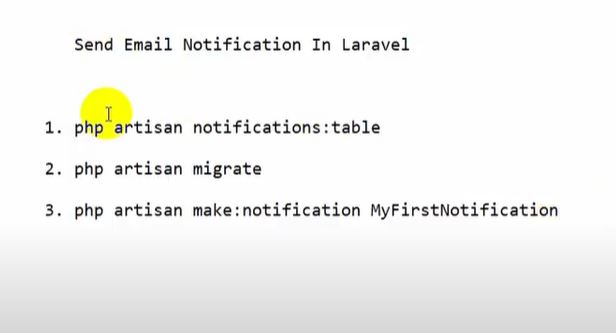 Send Email Notification In Laravel
1. php artisan notifications:table
2. php artisan migrate
3. php artisan make:notification MyFirstNotification